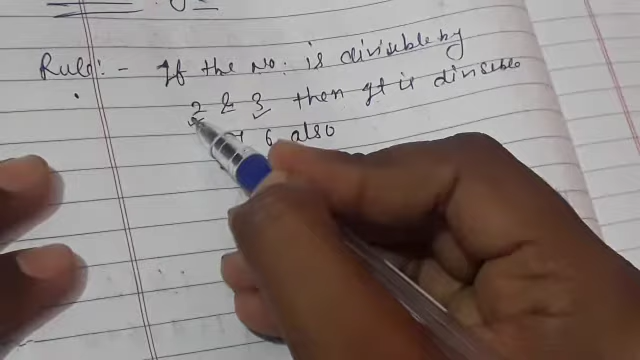 Rule:- If the No: is divisible by
2 & 3 then It is divisible
6 also